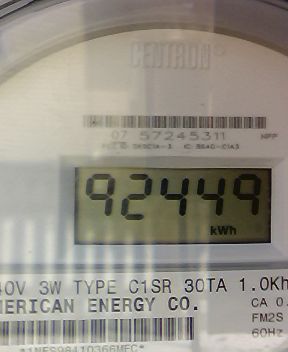 CENTRON
07 57245311
92449
kWh
40V 3W TYPE C1SR 30TA 1.0Kh
MERICAN ENERGY CO.
CA 0.
FM2S
60Hz